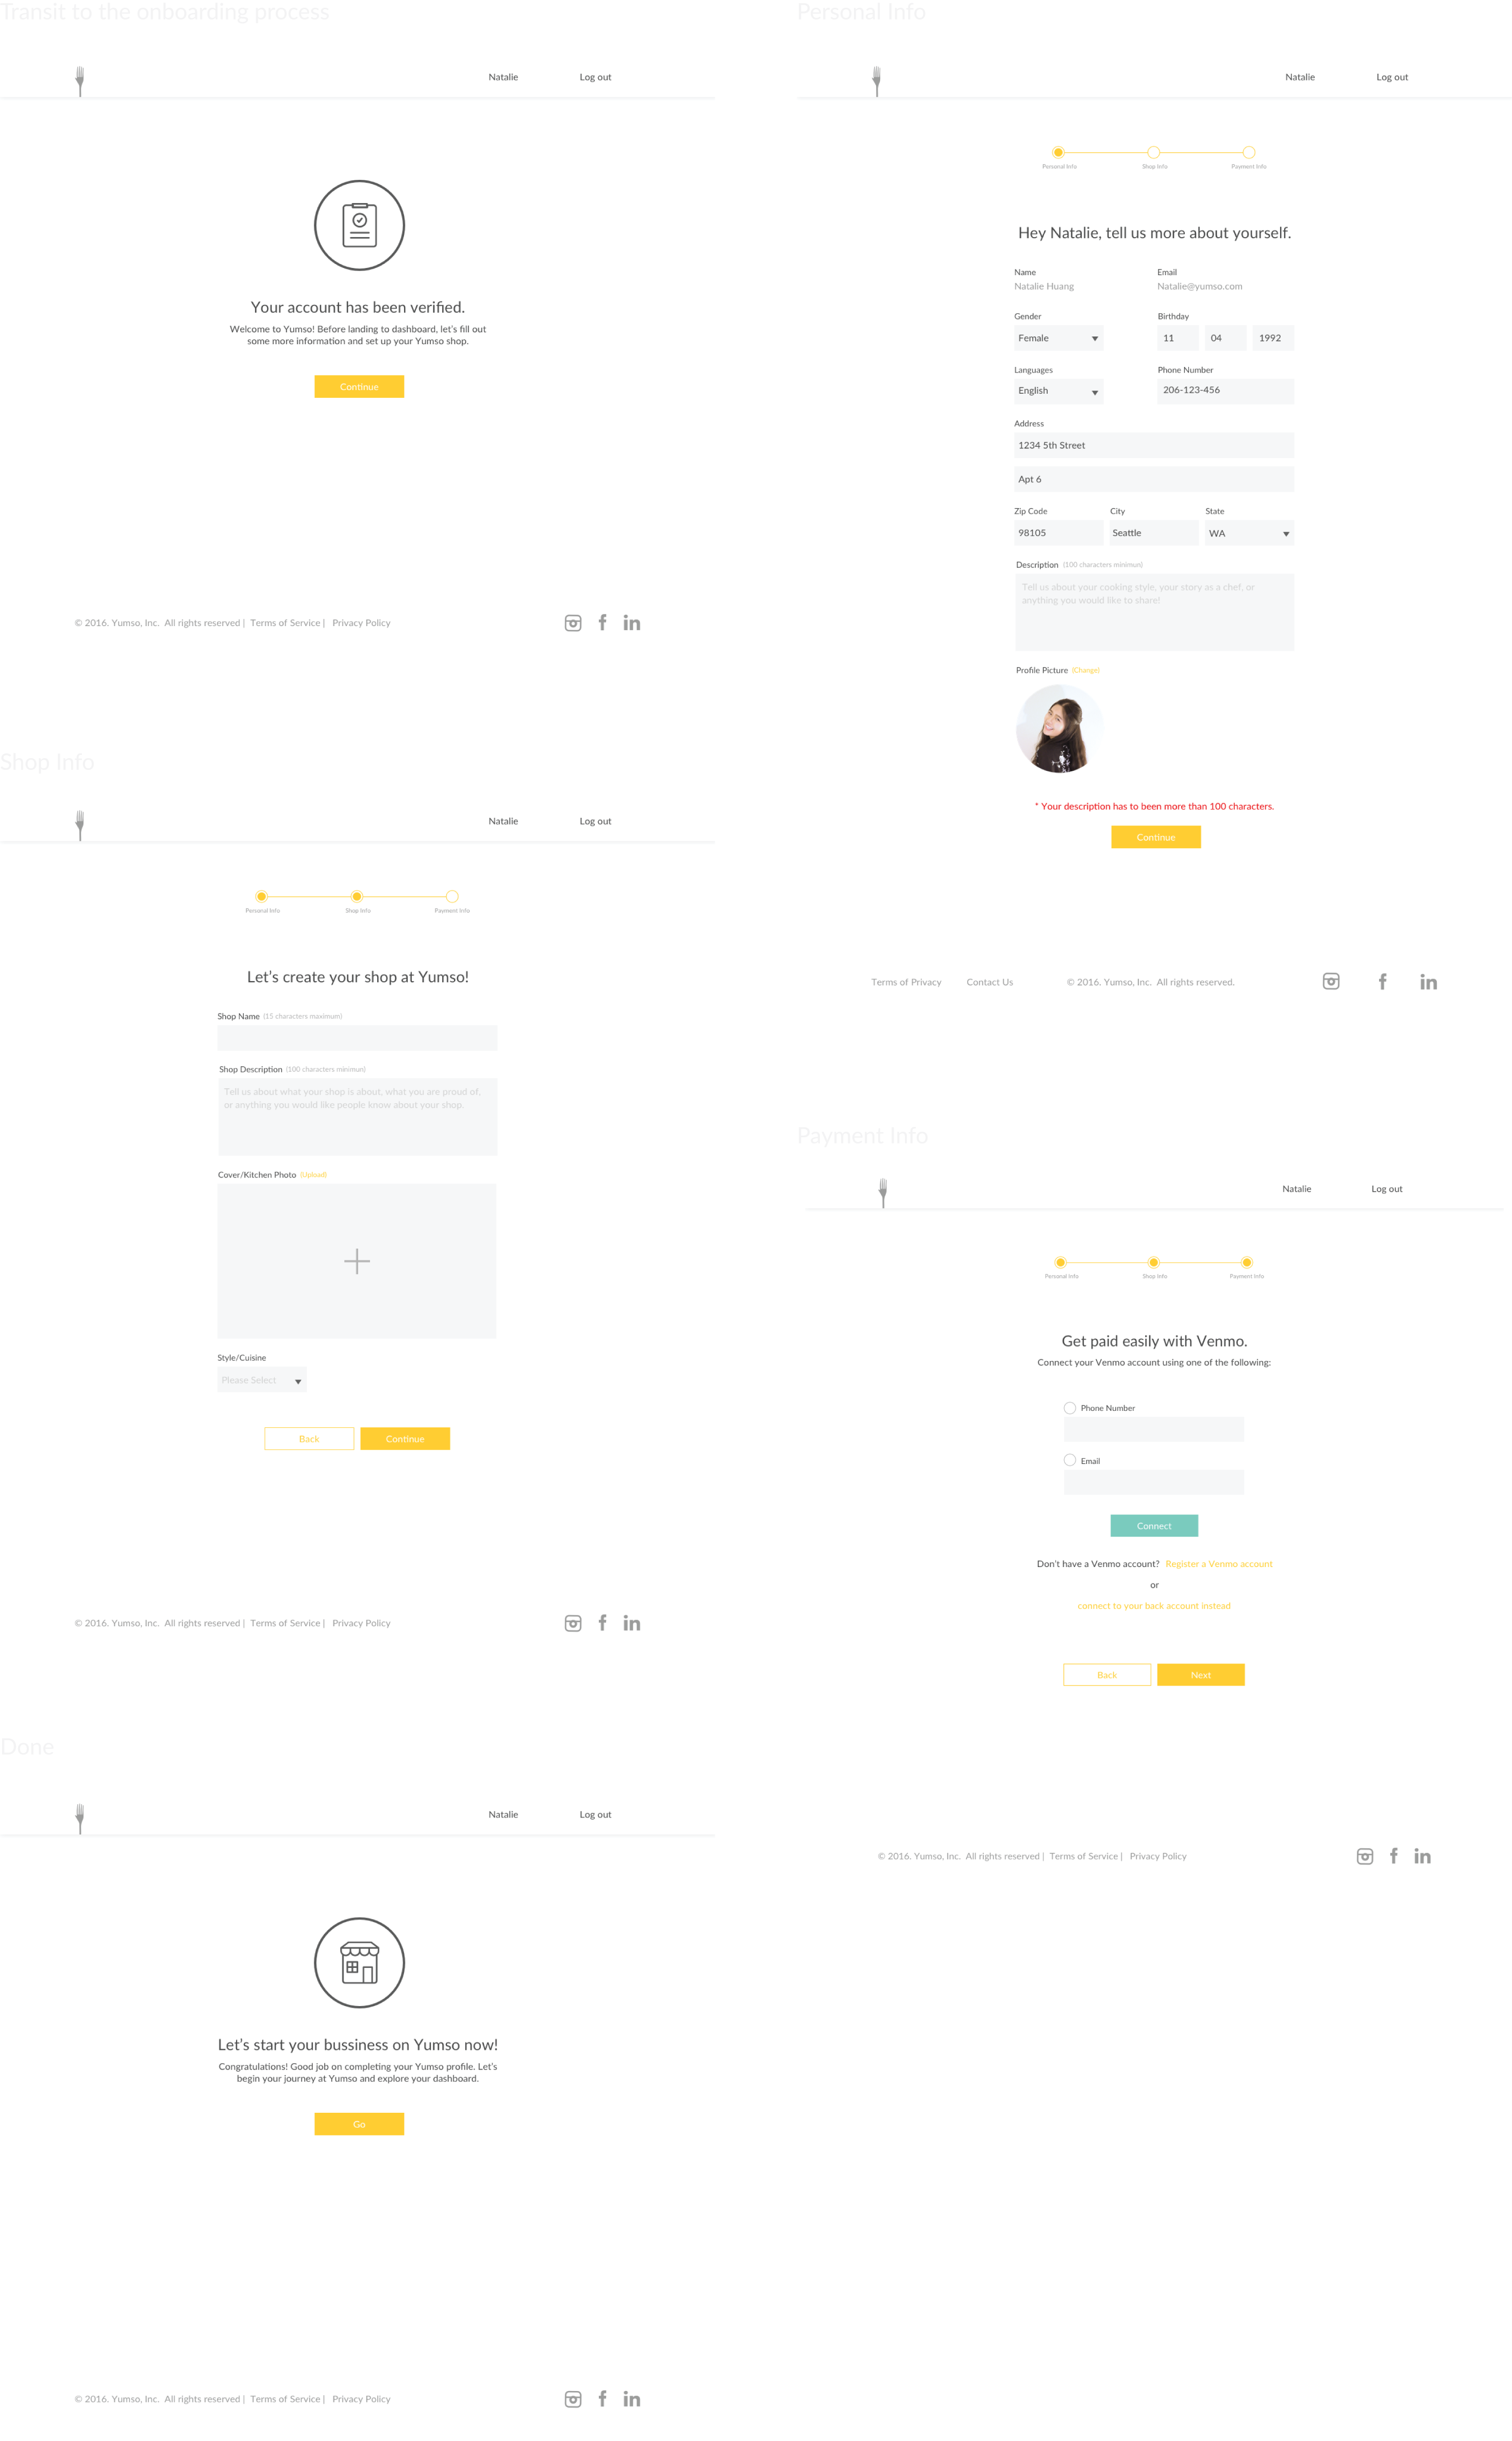 Transit to the onboarding process
Natalie Log out
Your account has been verified.
Welcome to Yumso! Before landing to dashboard, let's fill out
some more information and set up your Yumso shop.
Continue
© 2016. Yumso, Inc. All rights reserved | Terms of Service | Privacy Policy
Personal Info
Natalie Log out
Personal Info Shop Info Payment Info
Hey Natalie, tell us more about yourself.
Name Email
Natalie Huang Natalie@yumso.com
Gender Birthday
Female 11 04 1992
Languages Phone Number
English 206-123-456
Address
1234 5th Street
Apt 6
Zip Code City State
98105 Seattle WA
Description (100 characters minimun)
Tell us about your cooking style, your story as a chef, or
anything you would like to share!
Profile Picture (Change)
* Your description has to been more than 100 characters.
Continue
Terms of Privacy Contact Us © 2016. Yumso, Inc. All rights reserved.
Shop Info
Natalie Log out
Personal Info Shop Info Payment Info
Let's create your shop at Yumso!
Shop Name (15 characters maximum)
Shop Description (100 characters minimun)
Tell us about what your shop is about, what you are proud of,
or anything you would like people know about your shop.
Cover/Kitchen Photo (Upload)
Style/Cuisine
Please Select
Back Continue
© 2016. Yumso, Inc. All rights reserved | Terms of Service | Privacy Policy
Payment Info
Natalie Log out
Personal Info Shop Info Payment Info
Get paid easily with Venmo.
Connect your Venmo account using one of the following:
Phone Number
Email
Connect
Don't have a Venmo account? Register a Venmo account
or
connect to your back account instead
Back Next
© 2016. Yumso, Inc. All rights reserved | Terms of Service | Privacy Policy
Done
Natalie Log out
Let's start your bussiness on Yumso now!
Congratulations! Good job on completing your Yumso profile. Let's
begin your journey at Yumso and explore your dashboard.
Go
© 2016. Yumso, Inc. All rights reserved | Terms of Service | Privacy Policy